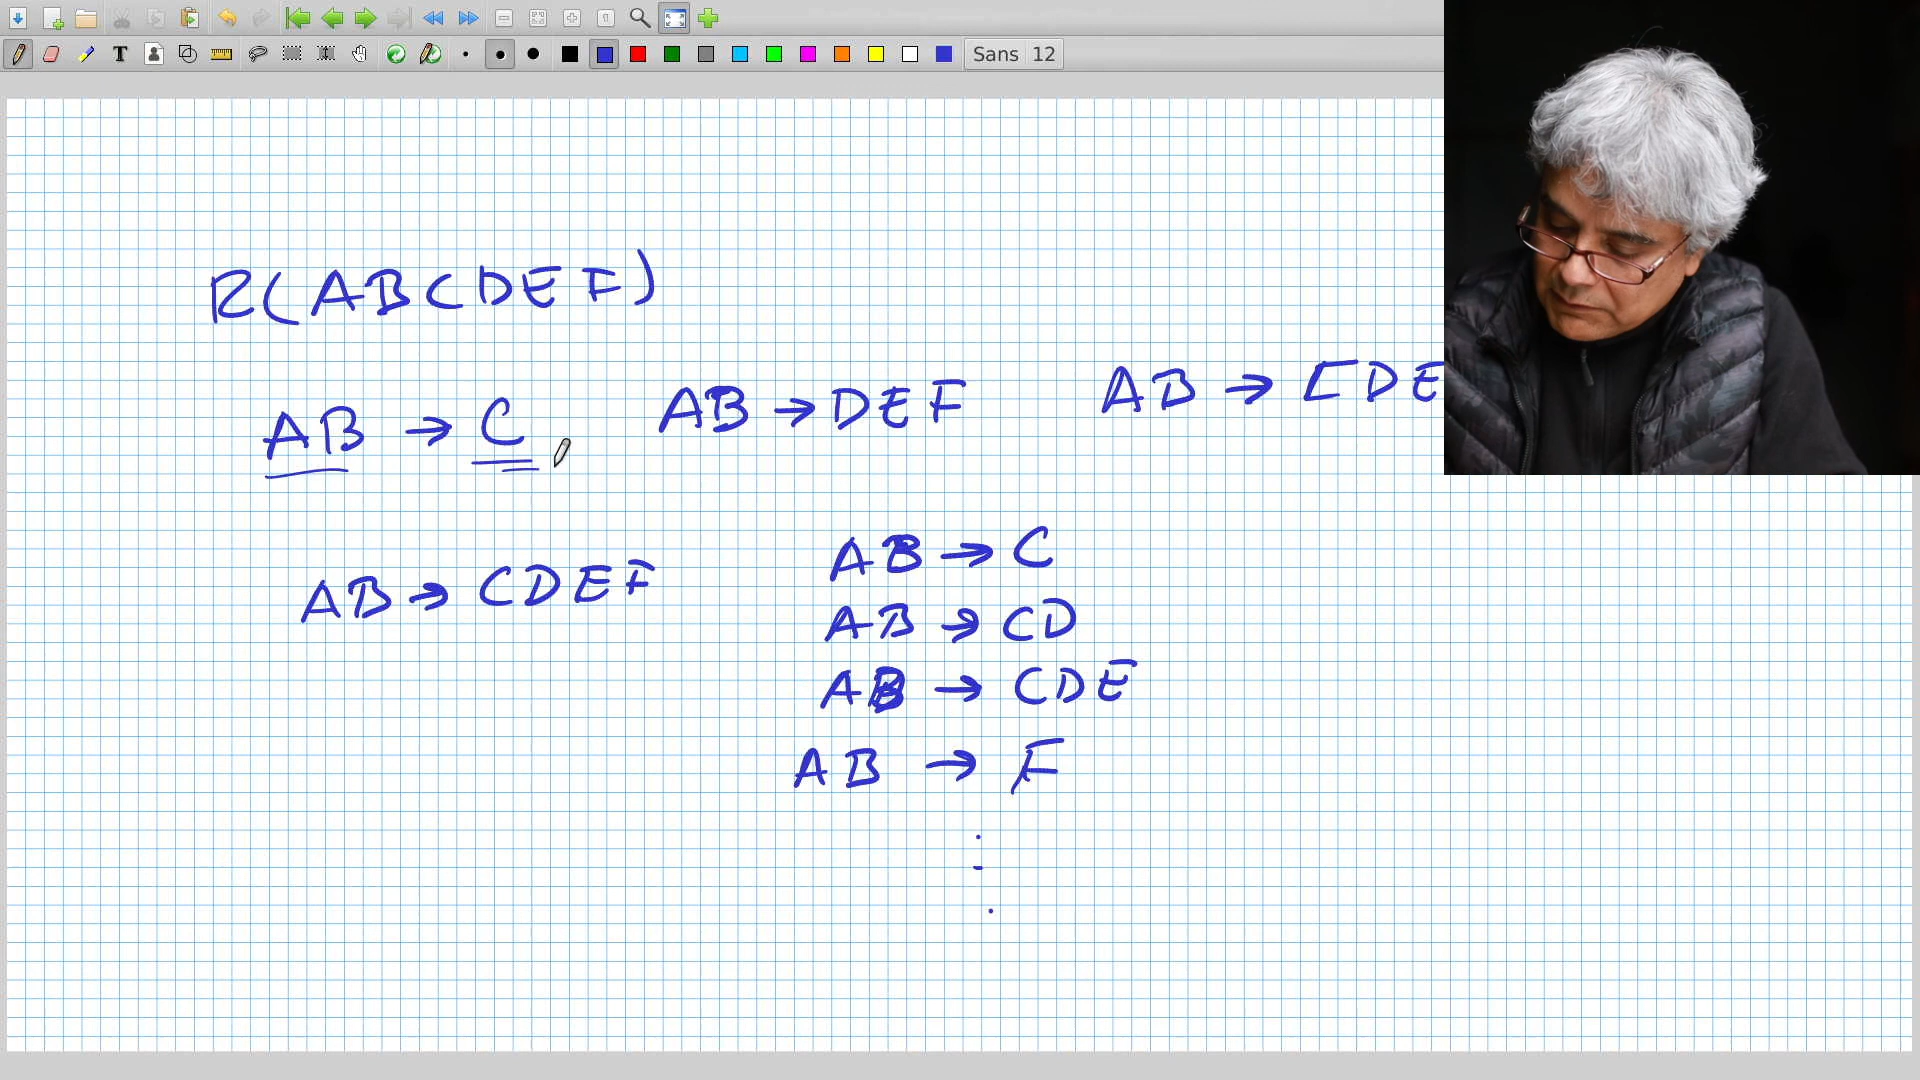 Sans 12
R(ABCDEF)
AB → C AB → DEF AB → CDE
AB → CDEF
AB → C
AB → CD
AB → CDE
AB → F